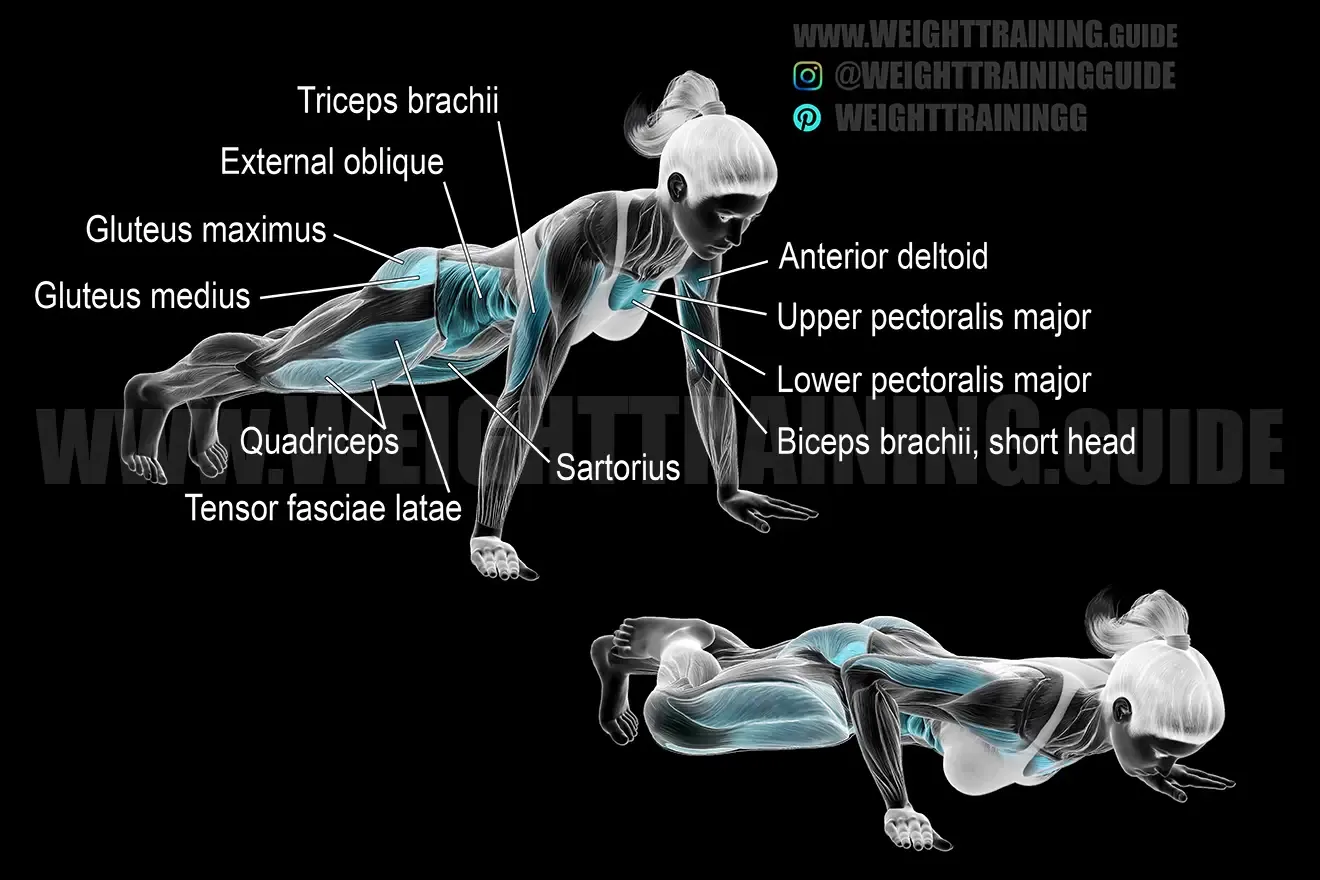 WWW.WEIGHTTRAINING.GUIDE
@WEIGHTTRAININGGUIDE
WEIGHTTRAININGG
Triceps brachii
External oblique
Gluteus maximus
Gluteus medius
Anterior deltoid
Upper pectoralis major
Lower pectoralis major
Biceps brachii, short head
WWW.WEIGHTTRAINING.GUIDE
Quadriceps
Sartorius
Tensor fasciae latae